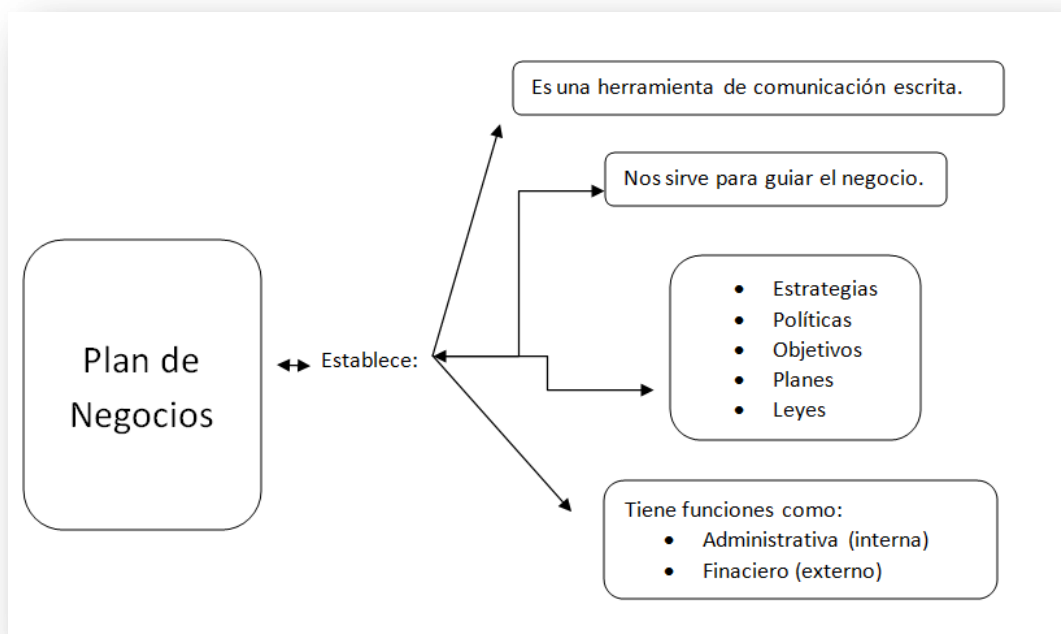 Es una herramienta de comunicación escrita.
Nos sirve para guiar el negocio.
Plan de
Negocios
Establece:
• Estrategias
• Políticas
• Objetivos
• Planes
• Leyes
Tiene funciones como:
• Administrativa (interna)
• Finaciero (externo)